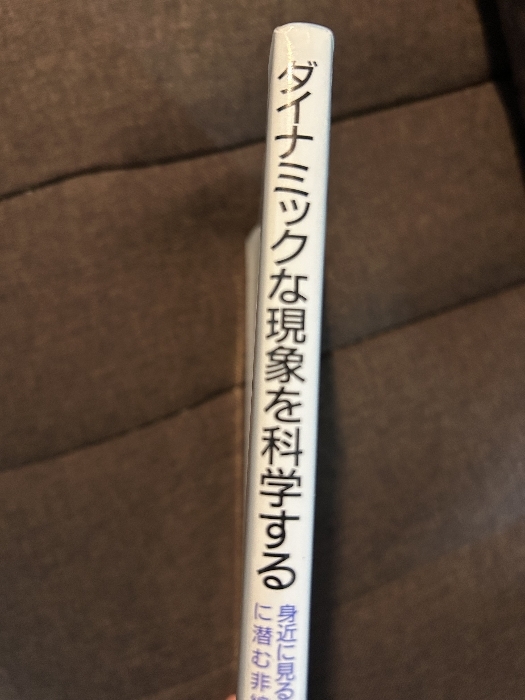 ダイナミックな現象を科学する
身近に見る
に潜む非